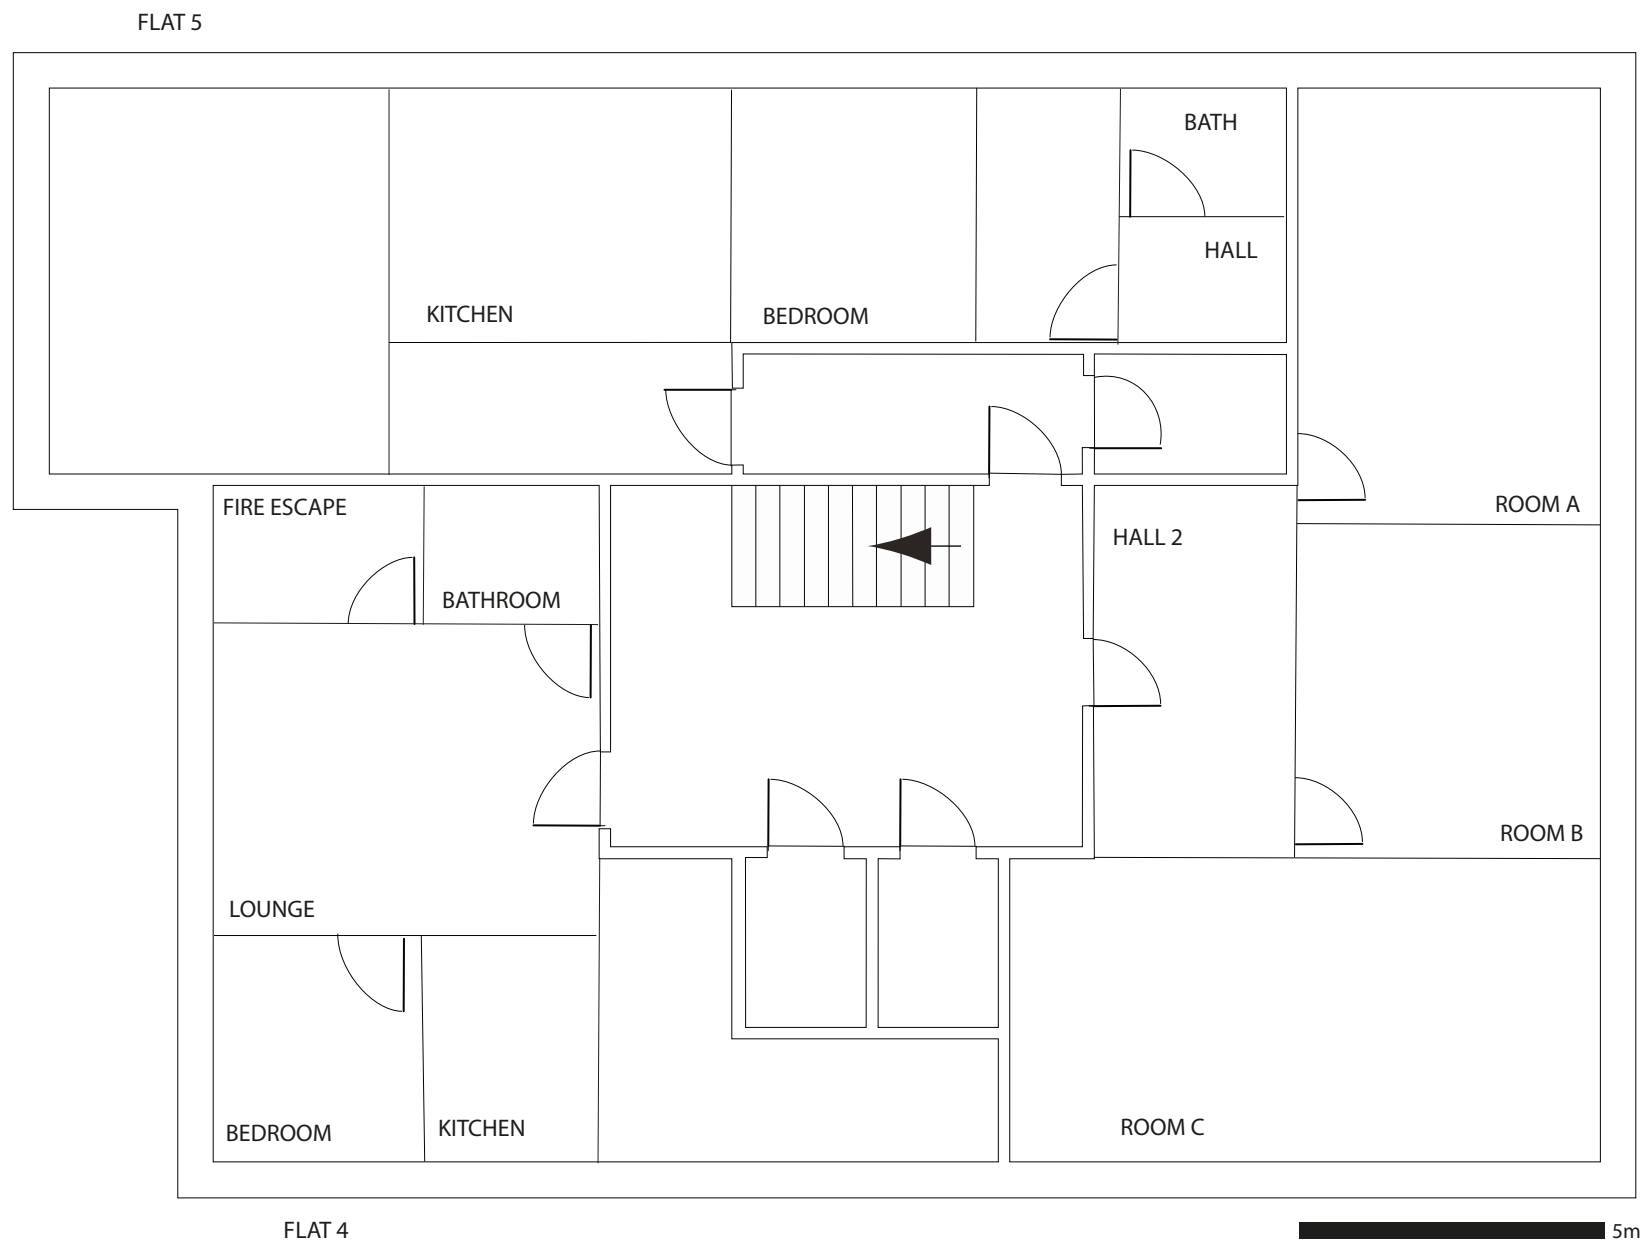 FLAT 5
BATH
HALL
KITCHEN
BEDROOM
ROOM A
FIRE ESCAPE
HALL 2
BATHROOM
ROOM B
LOUNGE
ROOM C
BEDROOM
KITCHEN
FLAT 4
5m